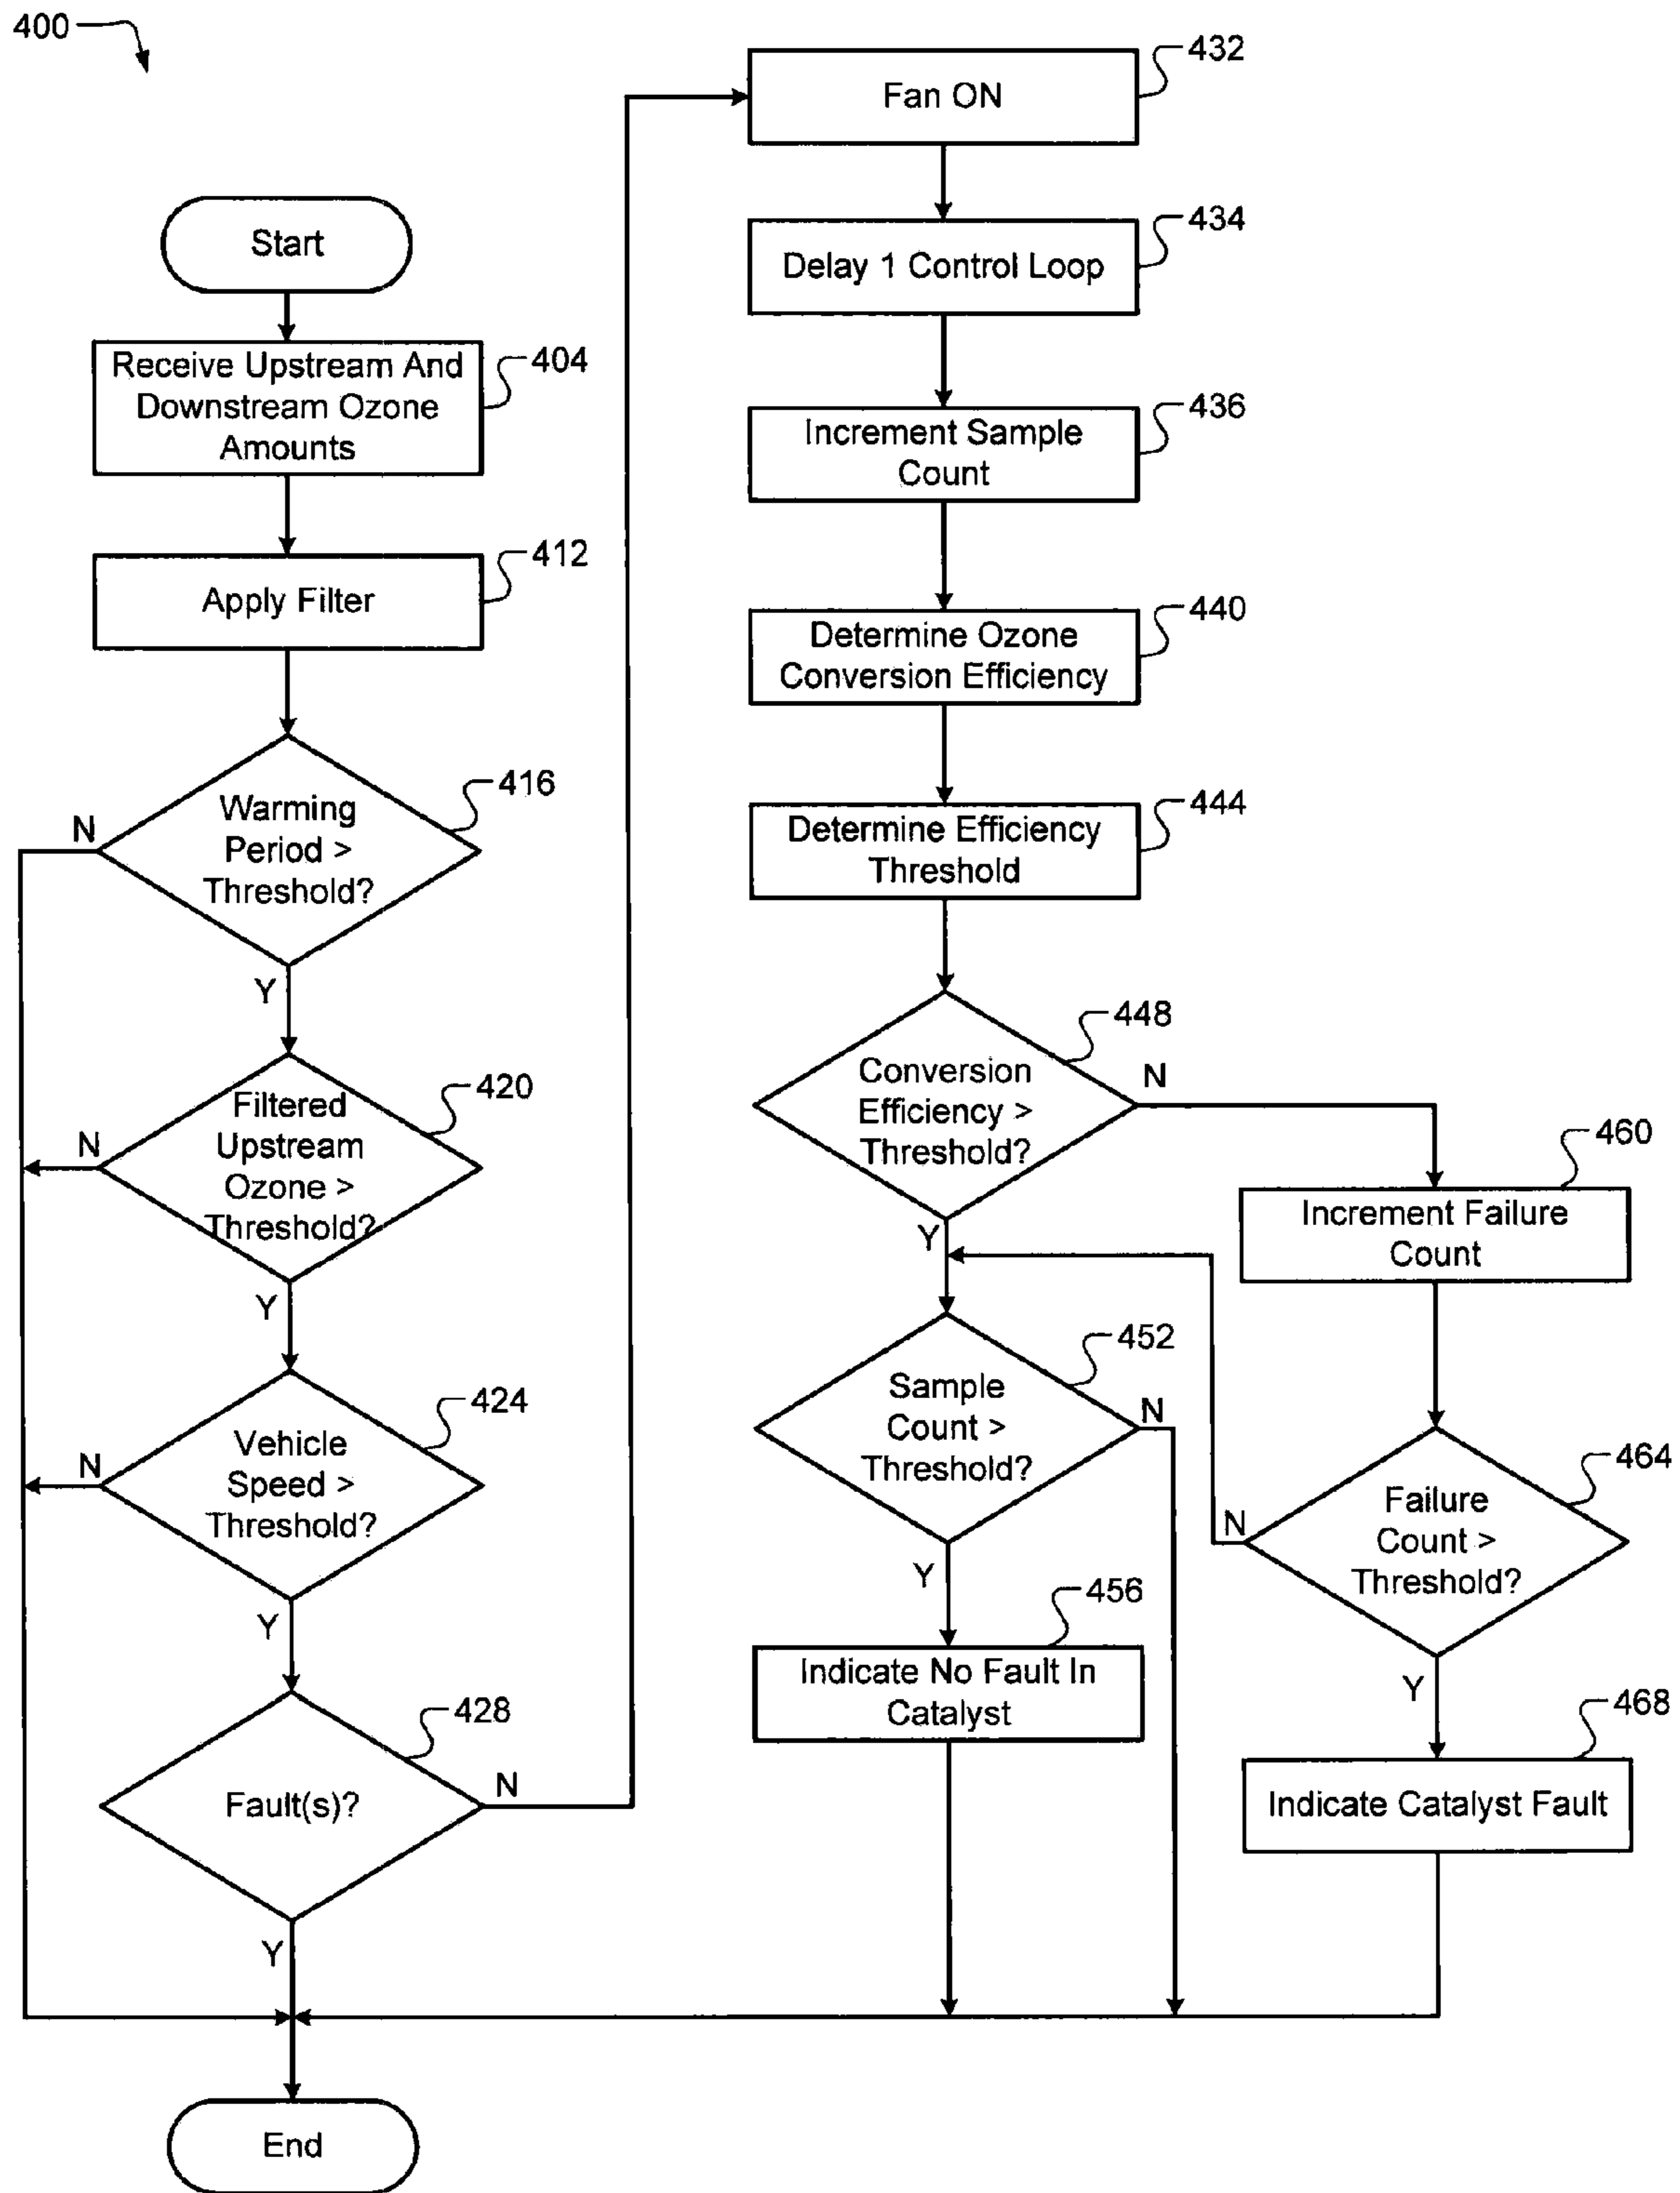 400
Start
Receive Upstream And
Downstream Ozone
Amounts
404
Apply Filter
412
Warming
Period >
Threshold?
416
N
Y
Filtered
Upstream
Ozone >
Threshold?
420
N
Y
Vehicle
Speed >
Threshold?
424
N
Y
Fault(s)?
428
N
Y
End
Fan ON
432
Delay 1 Control Loop
434
Increment Sample
Count
436
Determine Ozone
Conversion Efficiency
440
Determine Efficiency
Threshold
444
Conversion
Efficiency >
Threshold?
448
N
Y
Sample
Count >
Threshold?
452
N
Y
Indicate No Fault In
Catalyst
456
Increment Failure
Count
460
Failure
Count >
Threshold?
464
N
Y
Indicate Catalyst Fault
468